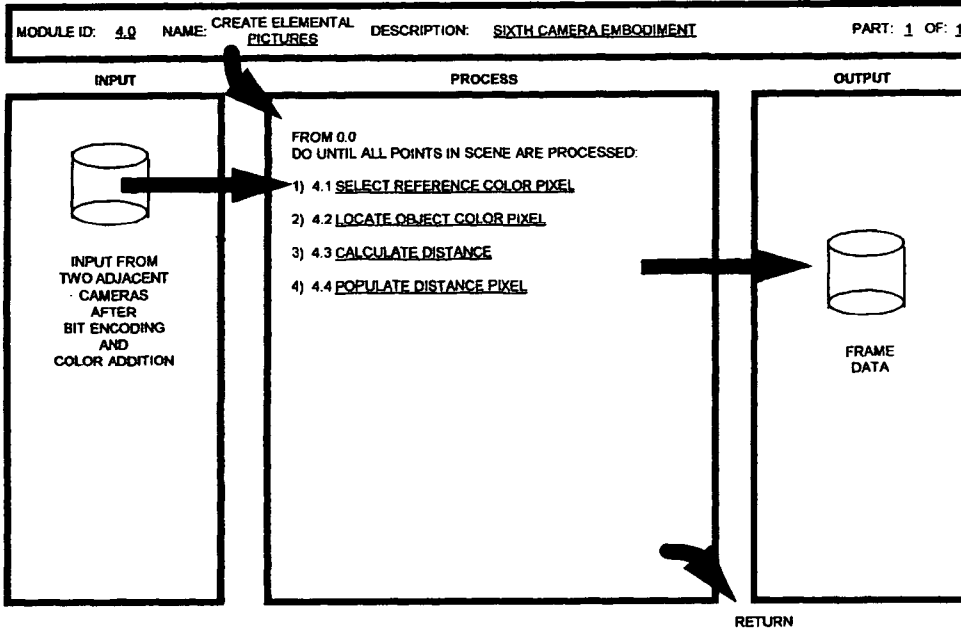 MODULE ID: 4.0 NAME: CREATE ELEMENTAL PICTURES DESCRIPTION: SIXTH CAMERA EMBODIMENT PART: 1 OF: 1
INPUT PROCESS OUTPUT
FROM 0.0
DO UNTIL ALL POINTS IN SCENE ARE PROCESSED:
1) 4.1 SELECT REFERENCE COLOR PIXEL
2) 4.2 LOCATE OBJECT COLOR PIXEL
3) 4.3 CALCULATE DISTANCE
4) 4.4 POPULATE DISTANCE PIXEL
INPUT FROM
TWO ADJACENT
CAMERAS
AFTER
BIT ENCODING
AND
COLOR ADDITION
FRAME
DATA
RETURN